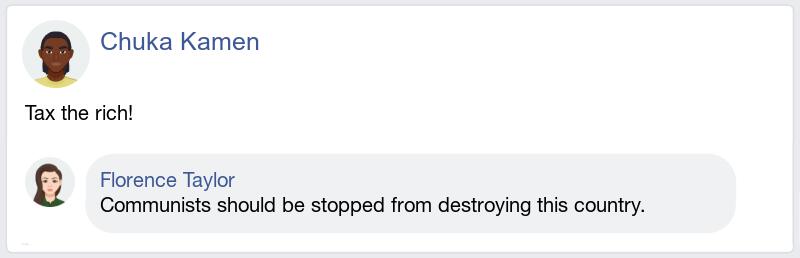 Chuka Kamen
Tax the rich!
Florence Taylor
Communists should be stopped from destroying this country.